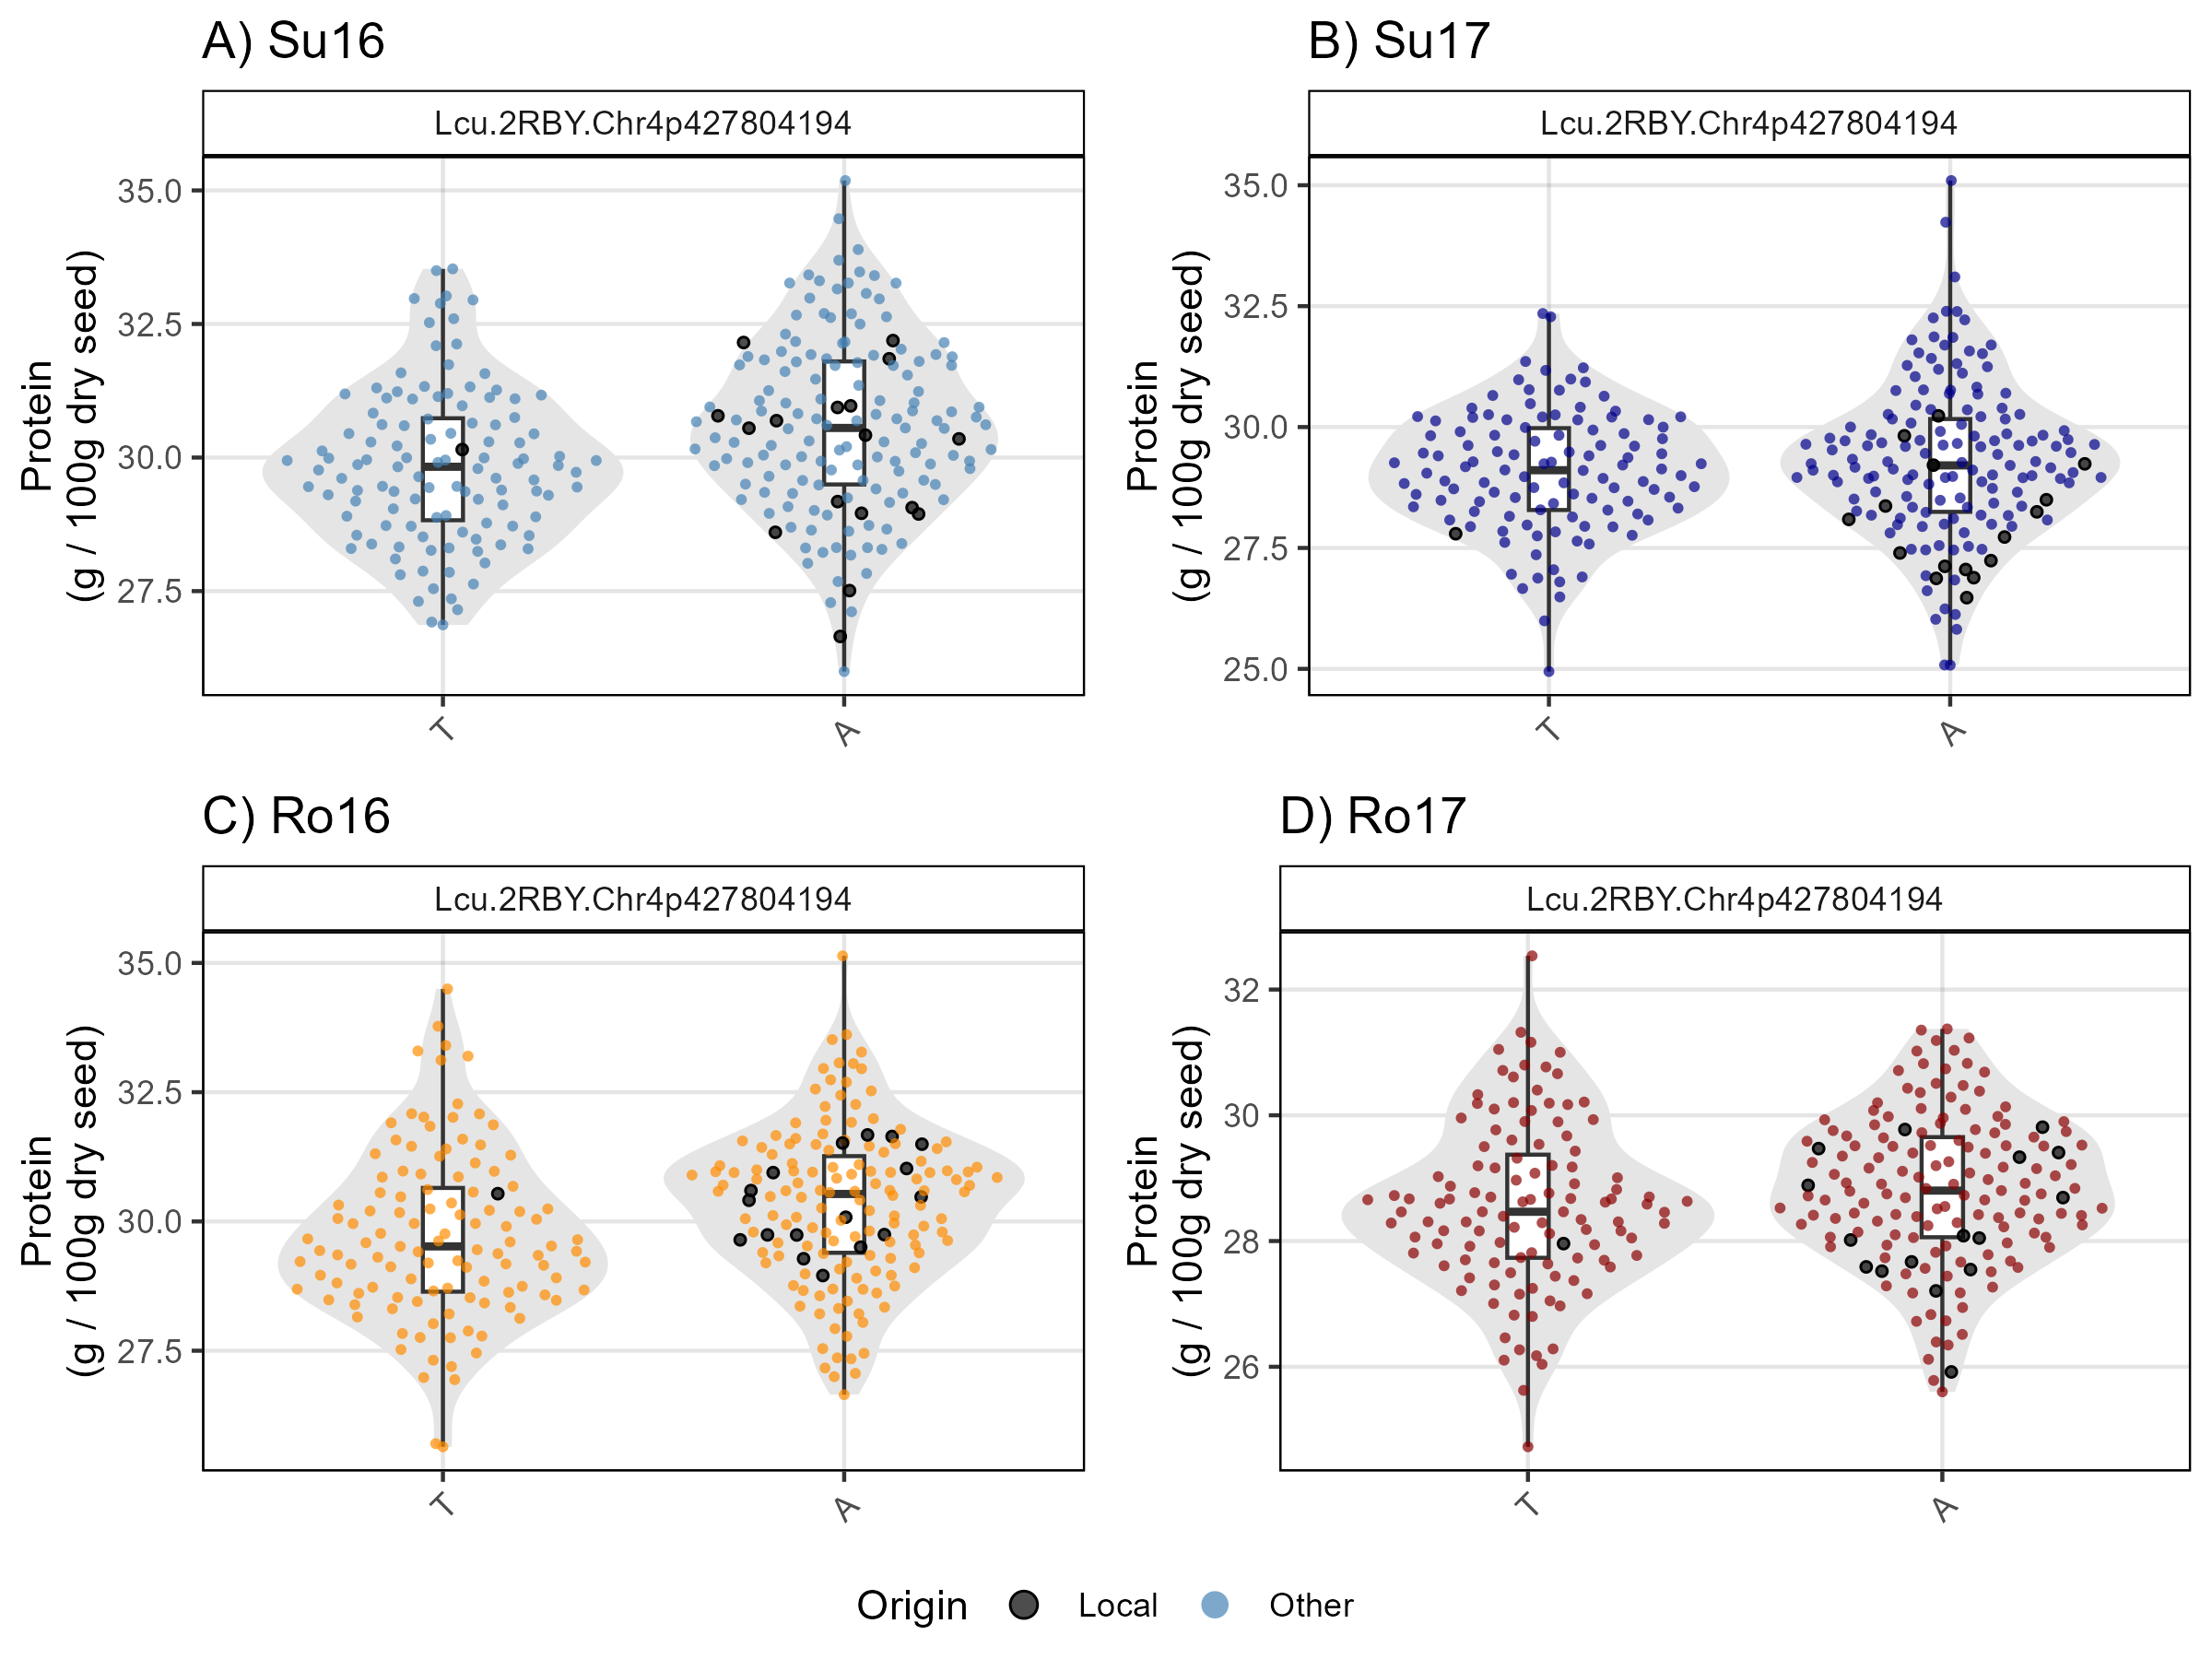 A) Su16
Lcu.2RBY.Chr4p427804194
Protein
(g / 100g dry seed)
35.0
32.5
30.0
27.5
T
A
B) Su17
Lcu.2RBY.Chr4p427804194
Protein
(g / 100g dry seed)
35.0
32.5
30.0
27.5
25.0
T
A
C) Ro16
Lcu.2RBY.Chr4p427804194
Protein
(g / 100g dry seed)
35.0
32.5
30.0
27.5
T
A
D) Ro17
Lcu.2RBY.Chr4p427804194
Protein
(g / 100g dry seed)
32
30
28
26
T
A
Origin Local Other